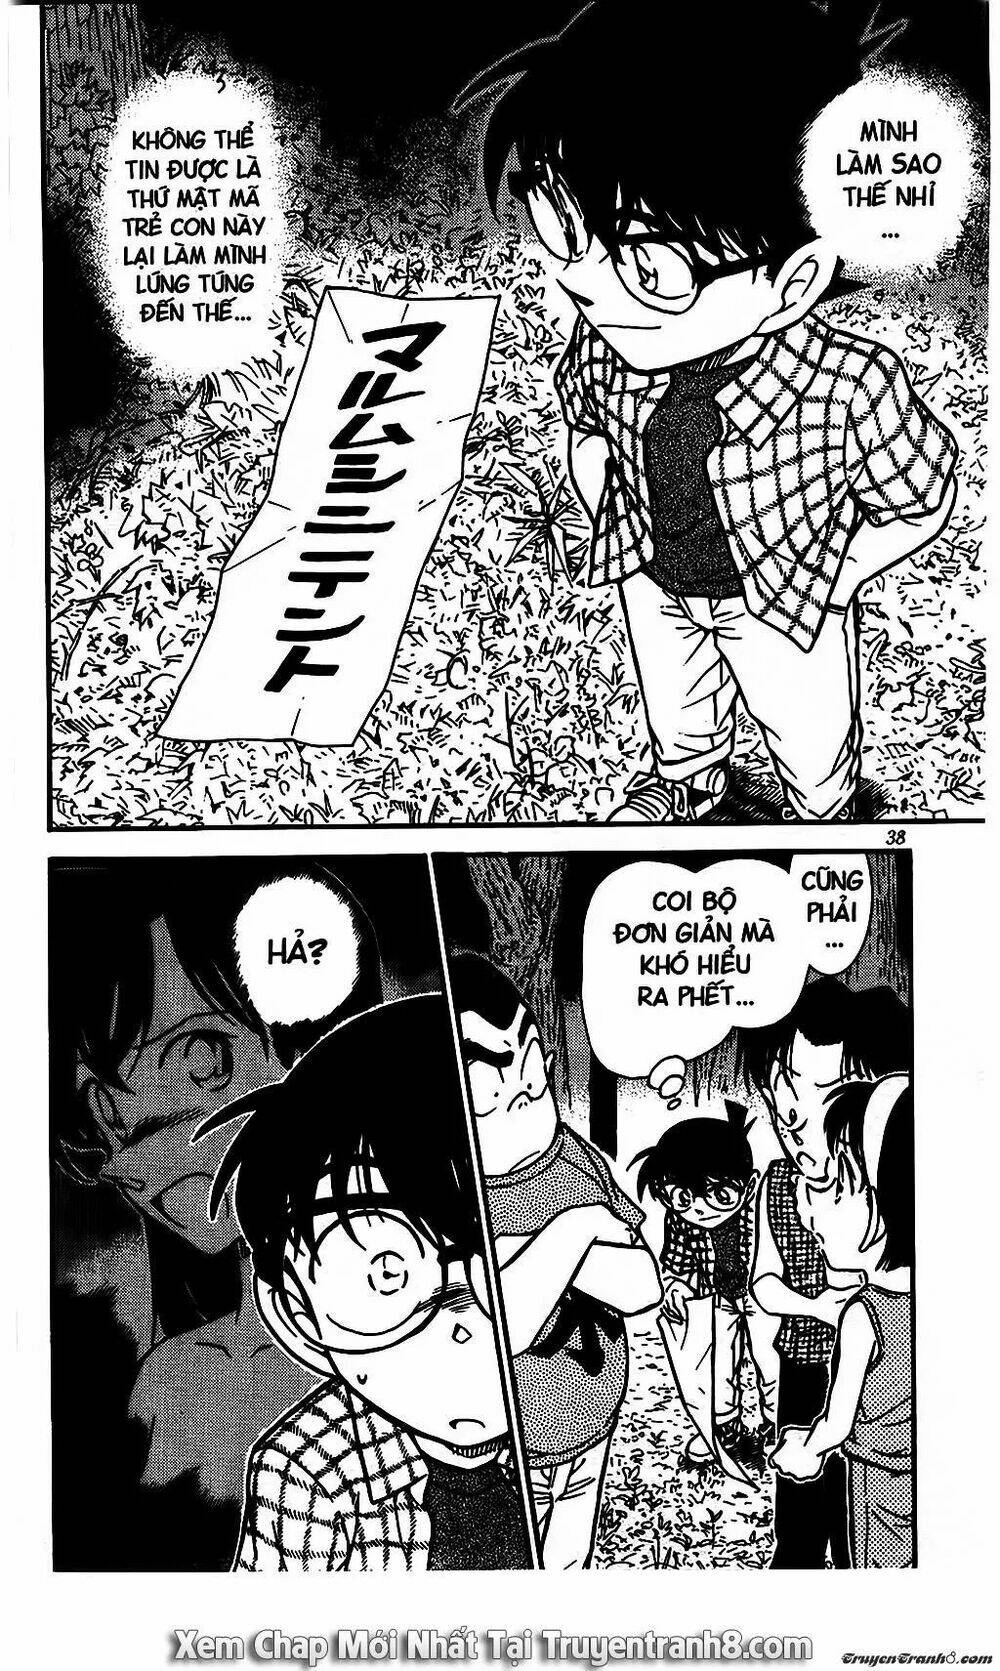 MÌNH
LÀM SAO
THẾ NHỈ
...
KHÔNG THỂ
TIN ĐƯỢC LÀ
THỨ MẬT MÃ
TRẺ CON NÀY
LẠI LÀM MÌNH
LÚNG TÚNG
ĐẾN THẾ...
マルムシニテント
38
CŨNG
PHẢI
...
COI BỘ
ĐƠN GIẢN MÀ
KHÓ HIỂU
RA PHẾT...
HẢ?
Xem Chap Mới Nhất Tại Truyentranh8.com
TruyenTranh8.com